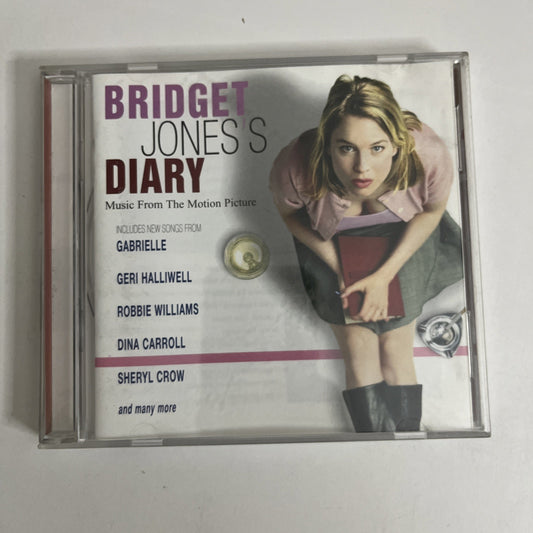 BRIDGET
JONES'S
DIARY
Music From The Motion Picture
INCLUDES NEW SONGS FROM
GABRIELLE
GERI HALLIWELL
ROBBIE WILLIAMS
DINA CARROLL
SHERYL CROW
and many more